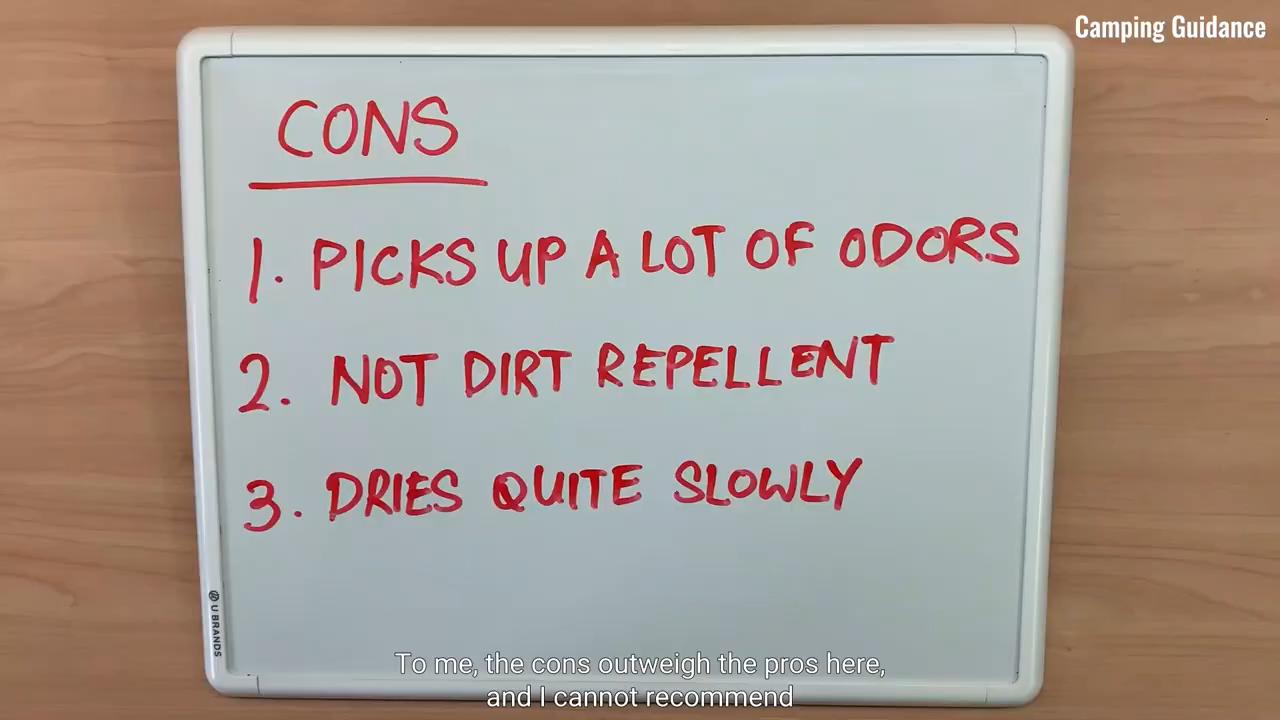 Camping Guidance
CONS
1. PICKS UP A LOT OF ODORS
2. NOT DIRT REPELLENT
3. DRIES QUITE SLOWLY
U BRANDS
To me, the cons outweigh the pros here,
and I cannot recommend